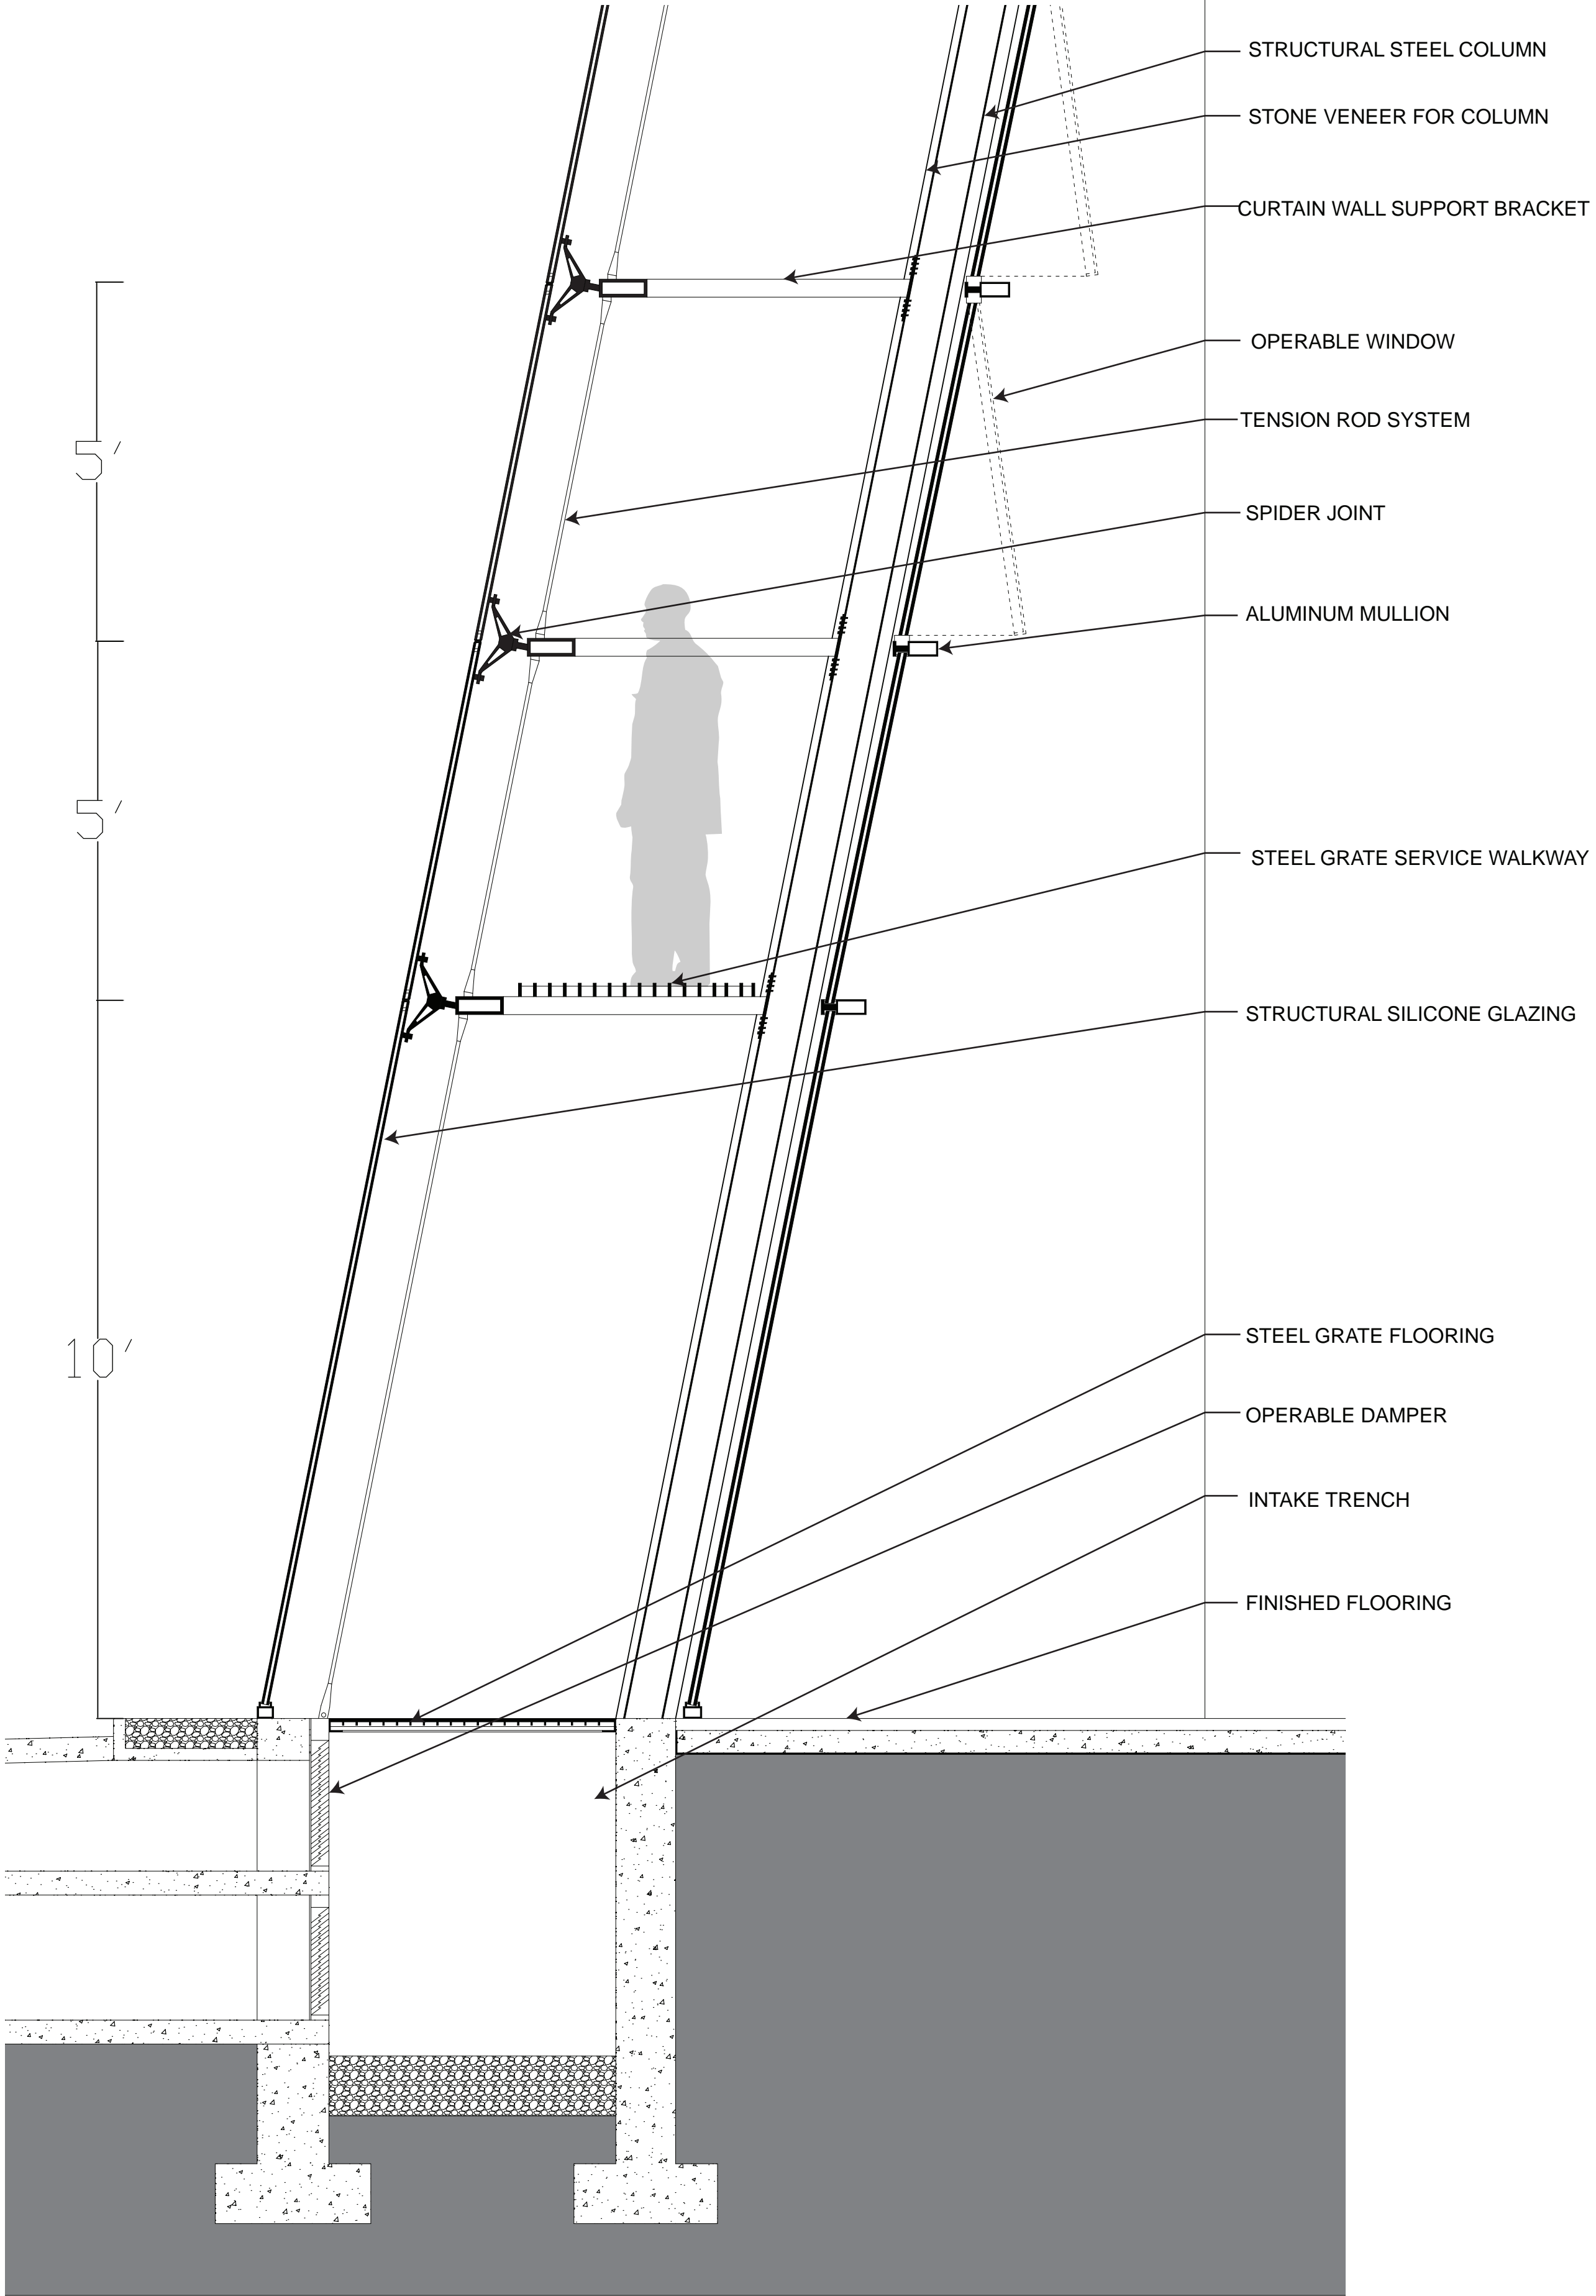 STRUCTURAL STEEL COLUMN
STONE VENEER FOR COLUMN
CURTAIN WALL SUPPORT BRACKET
OPERABLE WINDOW
TENSION ROD SYSTEM
5'
SPIDER JOINT
ALUMINUM MULLION
5'
STEEL GRATE SERVICE WALKWAY
STRUCTURAL SILICONE GLAZING
STEEL GRATE FLOORING
10'
OPERABLE DAMPER
INTAKE TRENCH
FINISHED FLOORING